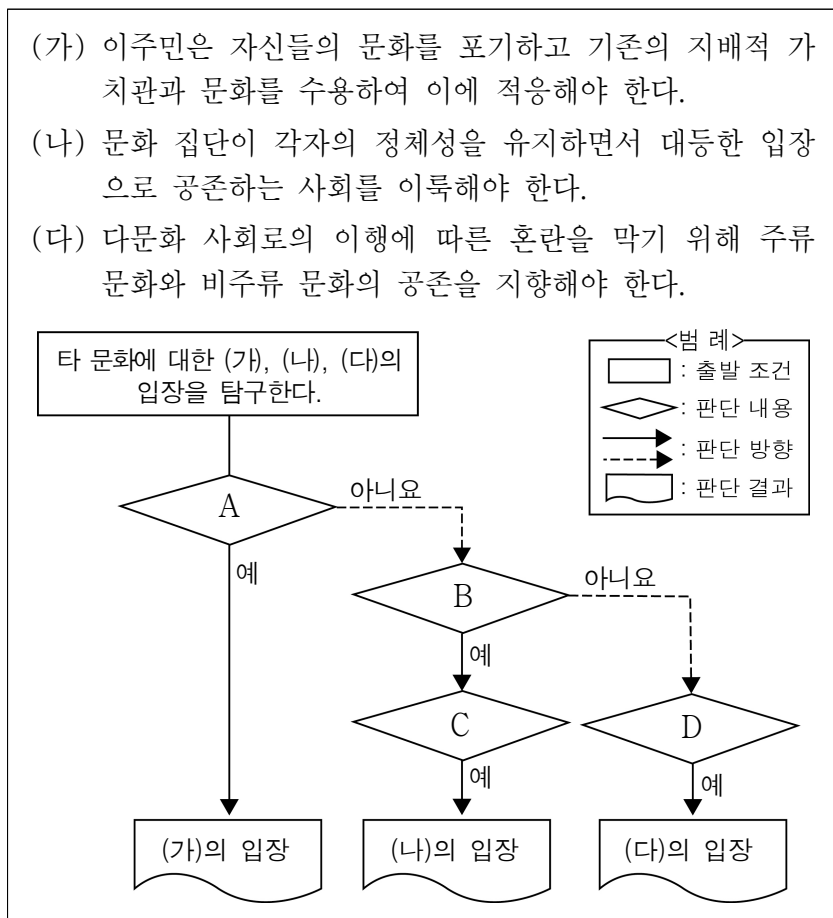 (가) 이주민은 자신들의 문화를 포기하고 기존의 지배적 가
치관과 문화를 수용하여 이에 적응해야 한다.
(나) 문화 집단이 각자의 정체성을 유지하면서 대등한 입장
으로 공존하는 사회를 이룩해야 한다.
(다) 다문화 사회로의 이행에 따른 혼란을 막기 위해 주류
문화와 비주류 문화의 공존을 지향해야 한다.
타 문화에 대한 (가), (나), (다)의
입장을 탐구한다.
<범 례>
: 출발 조건
: 판단 내용
: 판단 방향
: 판단 결과
A
아니요
예
B
아니요
예
C
D
예
예
(가)의 입장
(나)의 입장
(다)의 입장